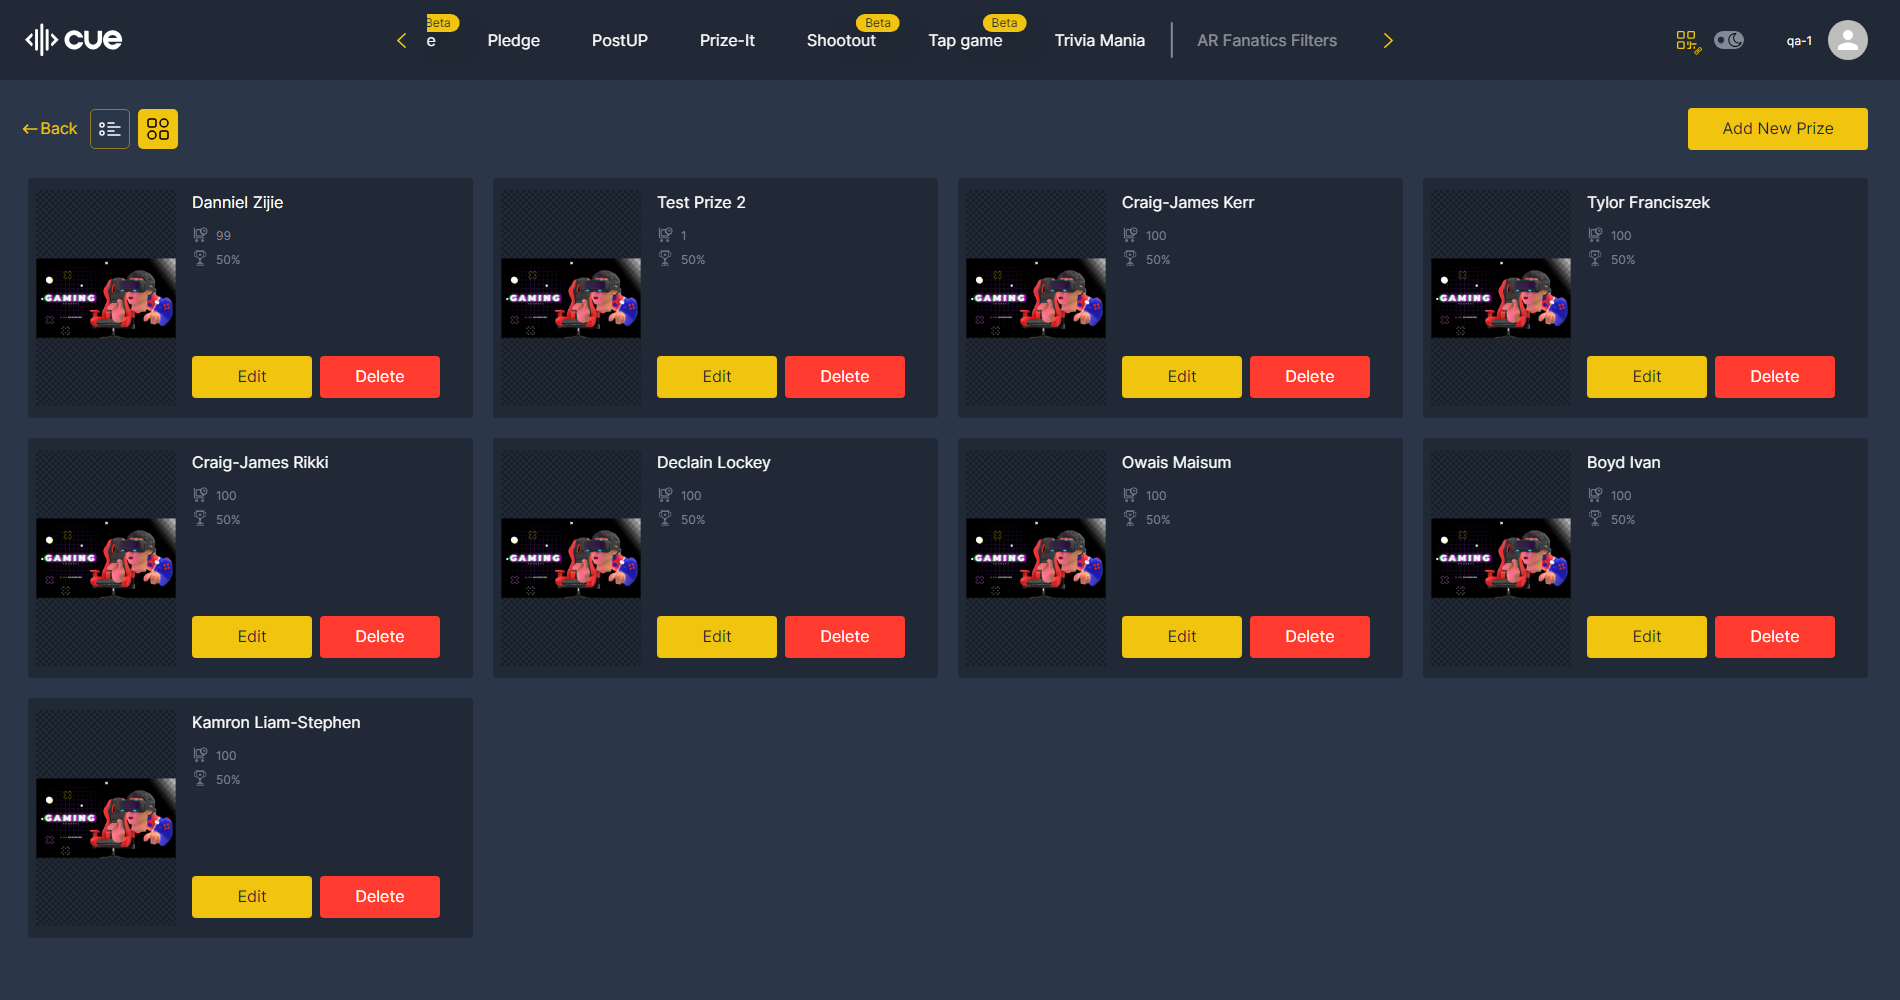 cue
Beta
e
Pledge
PostUP
Prize-It
Beta
Shootout
Beta
Tap game
Trivia Mania
AR Fanatics Filters
qa-1
Back
Add New Prize
Danniel Zijie
99
50%
GAMING
Edit
Delete
Test Prize 2
1
50%
GAMING
Edit
Delete
Craig-James Kerr
100
50%
GAMING
Edit
Delete
Tylor Franciszek
100
50%
GAMING
Edit
Delete
Craig-James Rikki
100
50%
GAMING
Edit
Delete
Declain Lockey
100
50%
GAMING
Edit
Delete
Owais Maisum
100
50%
GAMING
Edit
Delete
Boyd Ivan
100
50%
GAMING
Edit
Delete
Kamron Liam-Stephen
100
50%
GAMING
Edit
Delete